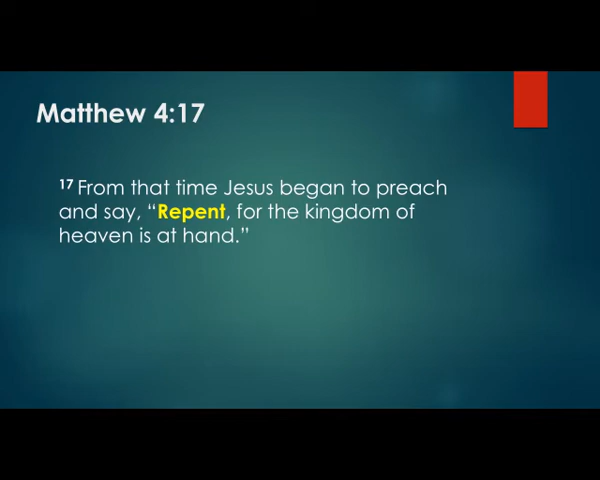 Matthew 4:17
17 From that time Jesus began to preach
and say, “Repent, for the kingdom of
heaven is at hand.”